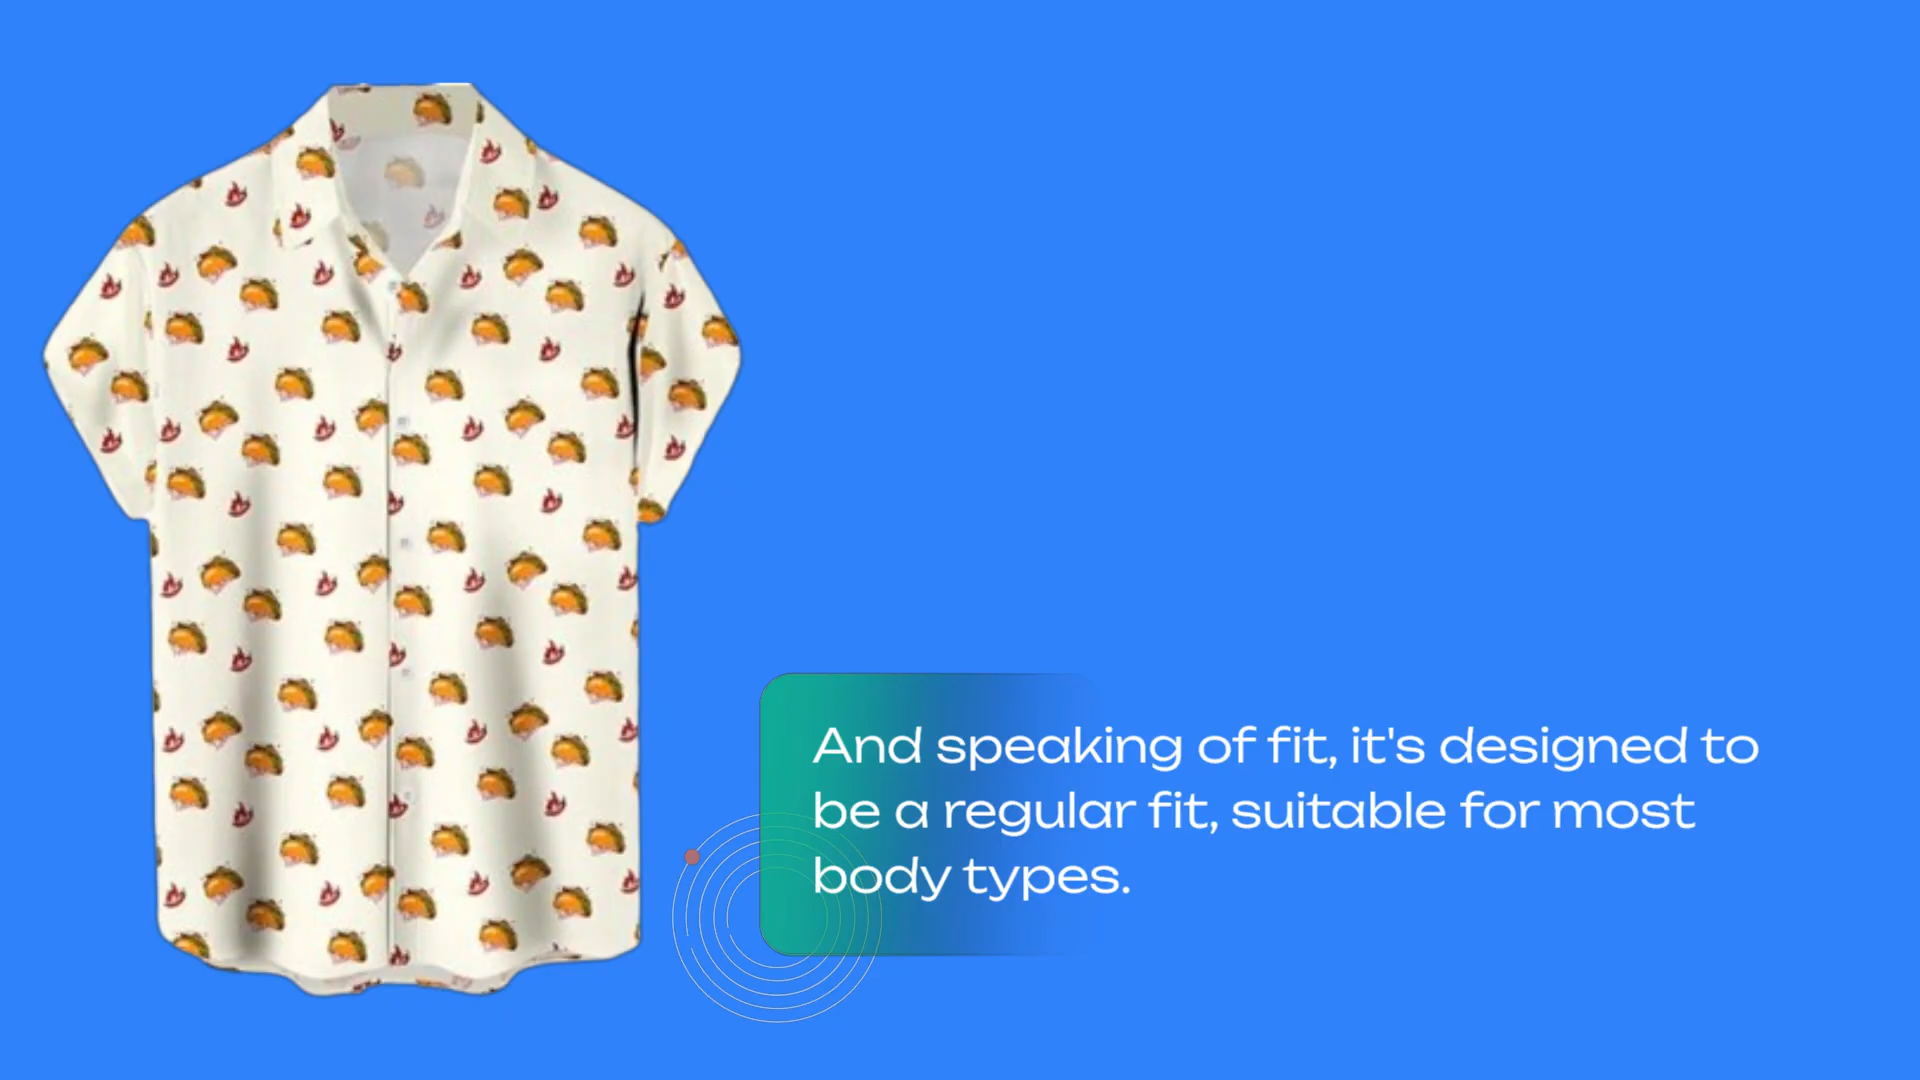 And speaking of fit, it's designed to
be a regular fit, suitable for most
body types.